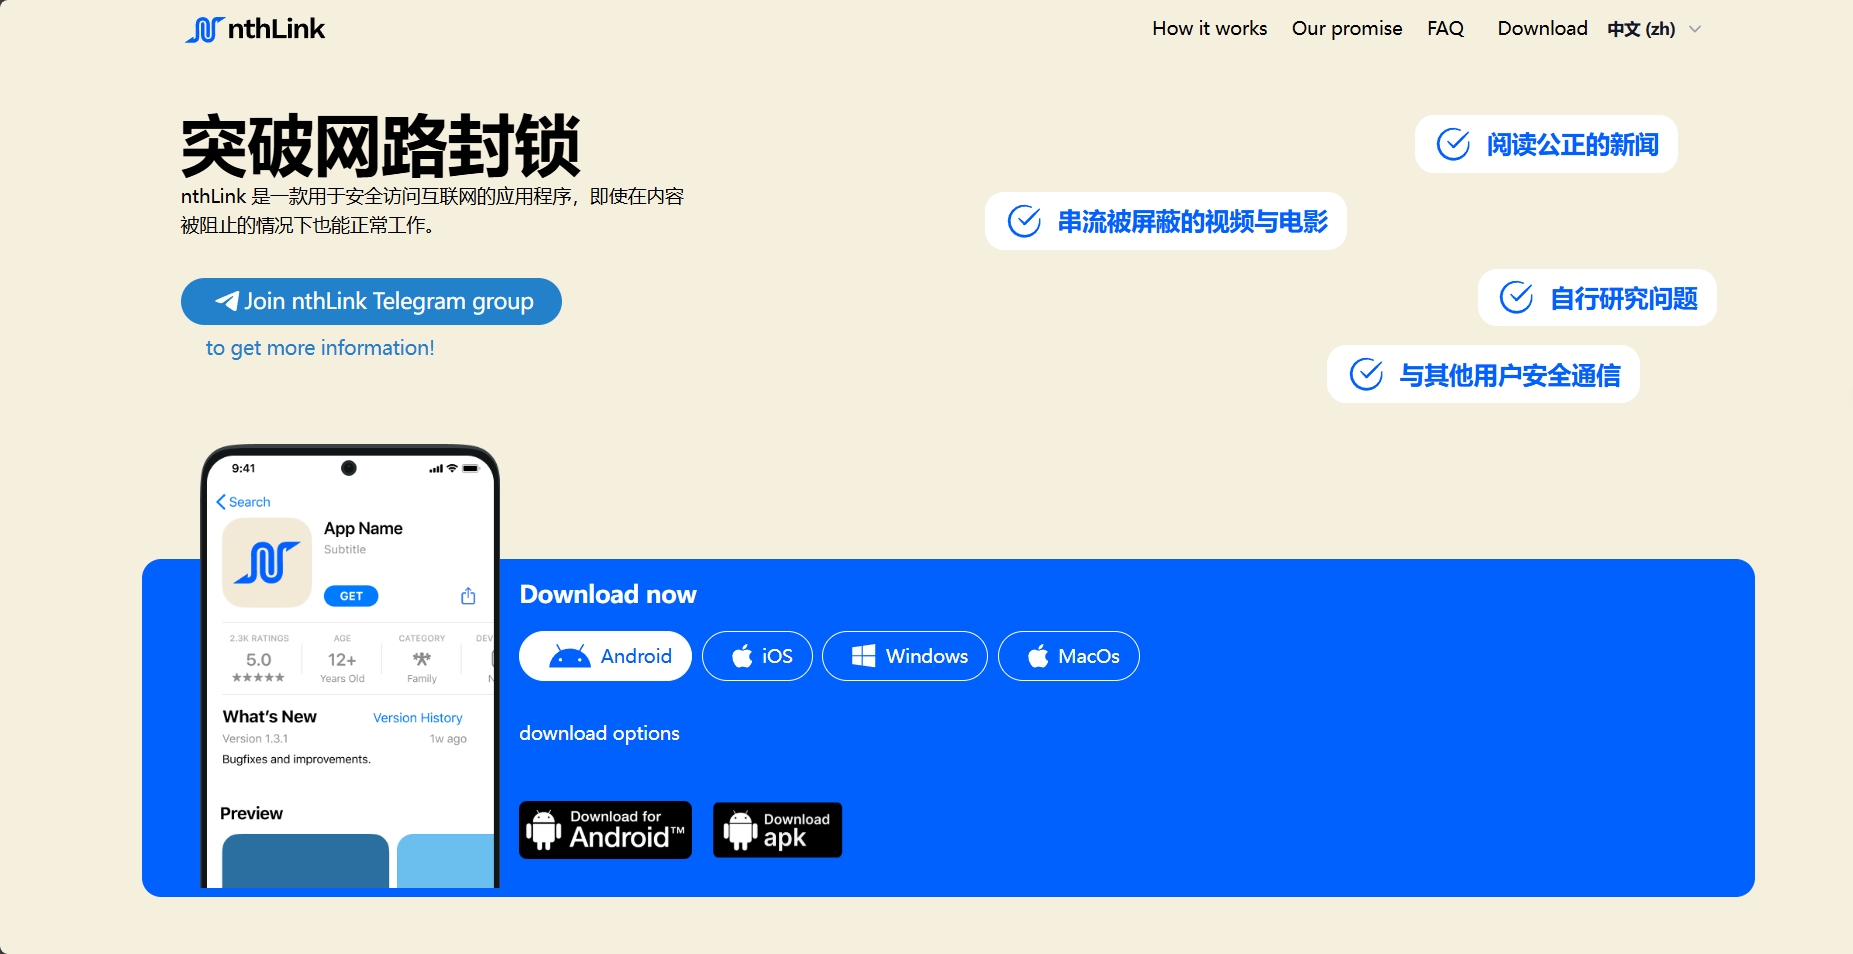 nthLink
How it works
Our promise
FAQ
Download
中文 (zh)
突破网路封锁
nthLink 是一款用于安全访问互联网的应用程序，即使在内容
被阻止的情况下也能正常工作。
Join nthLink Telegram group
to get more information!
阅读公正的新闻
串流被屏蔽的视频与电影
自行研究问题
与其他用户安全通信
9:41
Search
App Name
Subtitle
GET
2.3K RATINGS
AGE
CATEGORY
DEV
5.0
12+
★★★★★
Years Old
Family
N
What's New
Version History
Version 1.3.1
1w ago
Bugfixes and improvements.
Preview
Download now
Android
iOS
Windows
MacOs
download options
Download for
Android™
Download
apk